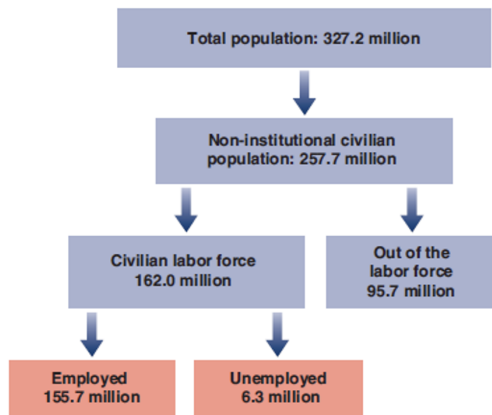 Total population: 327.2 million
Non-institutional civilian
population: 257.7 million
Civilian labor force
162.0 million
Out of the
labor force
95.7 million
Employed
155.7 million
Unemployed
6.3 million